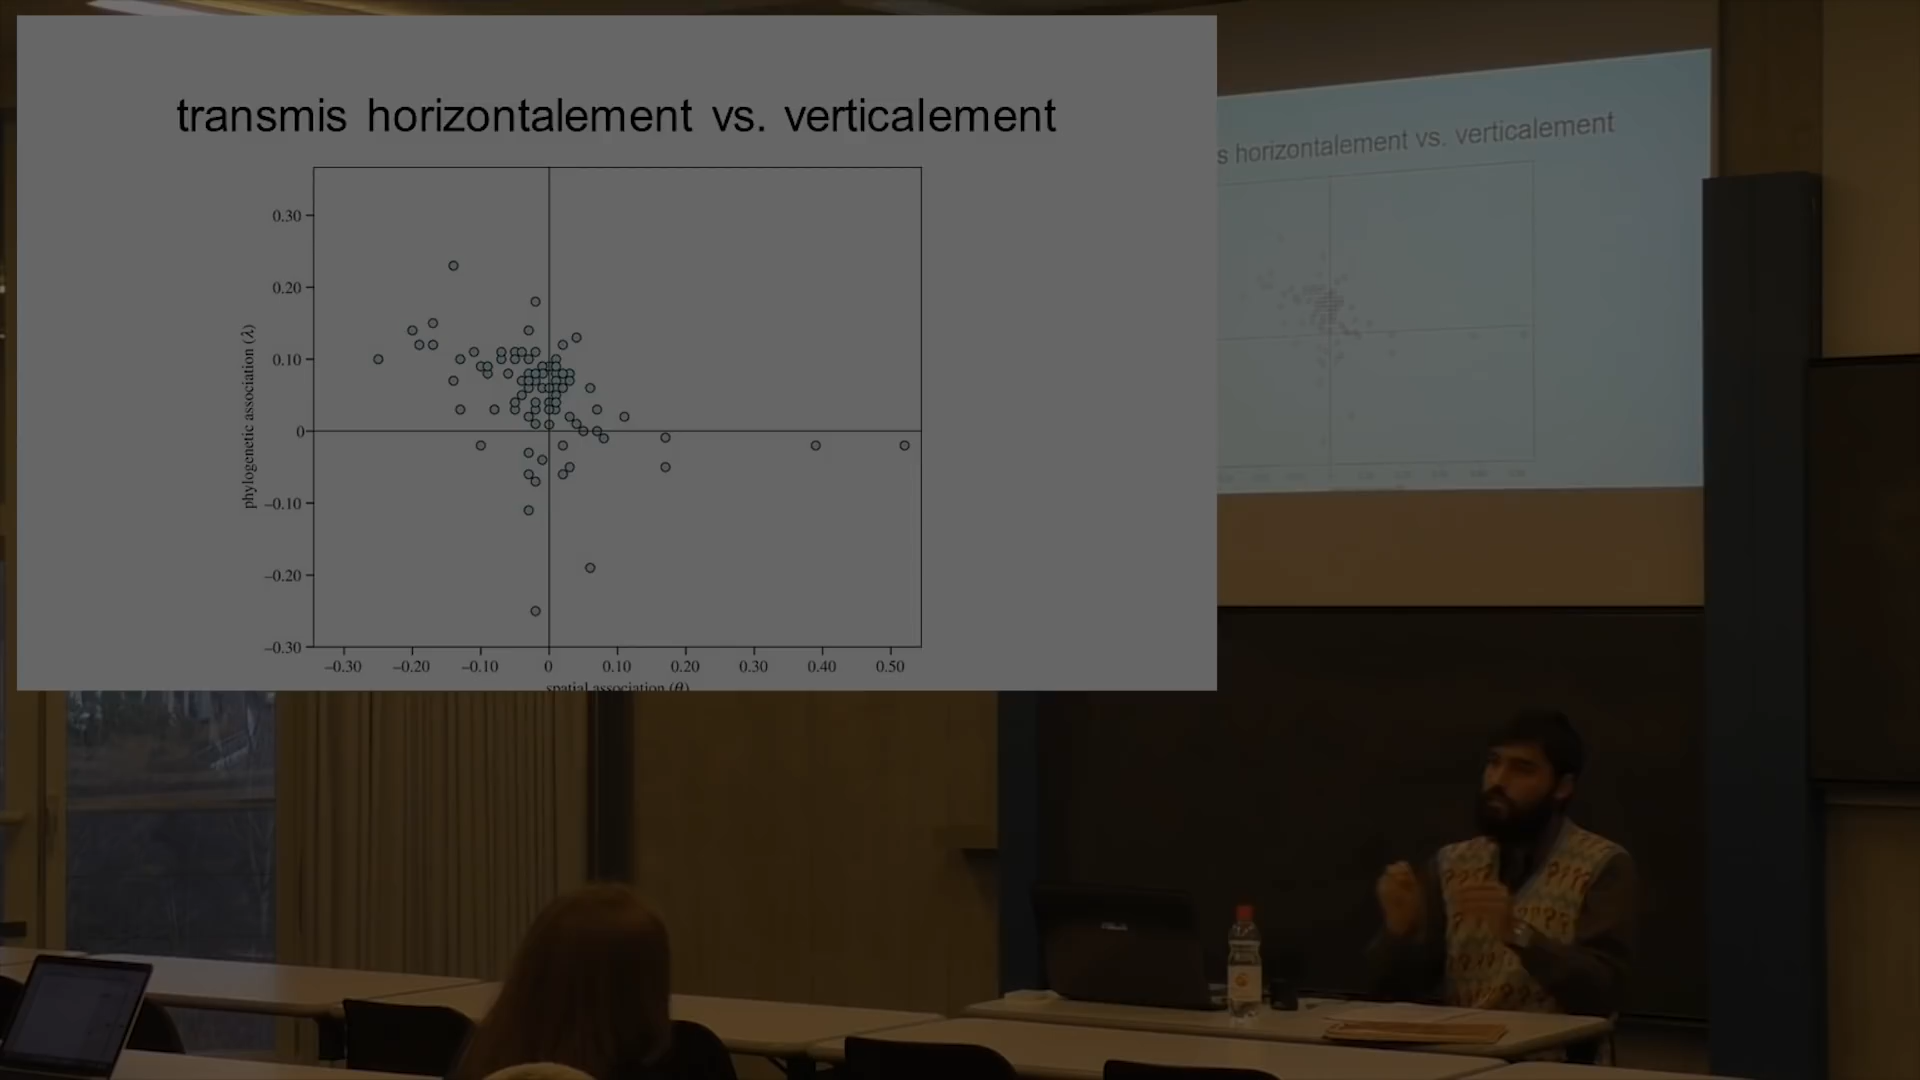 transmis horizontalement vs. verticalement
0.30
0.20
0.10
0
–0.10
–0.20
–0.30
phylogenetic association (λ)
–0.30 –0.20 –0.10 0 0.10 0.20 0.30 0.40 0.50
spatial association (θ)
s horizontalement vs. verticalement